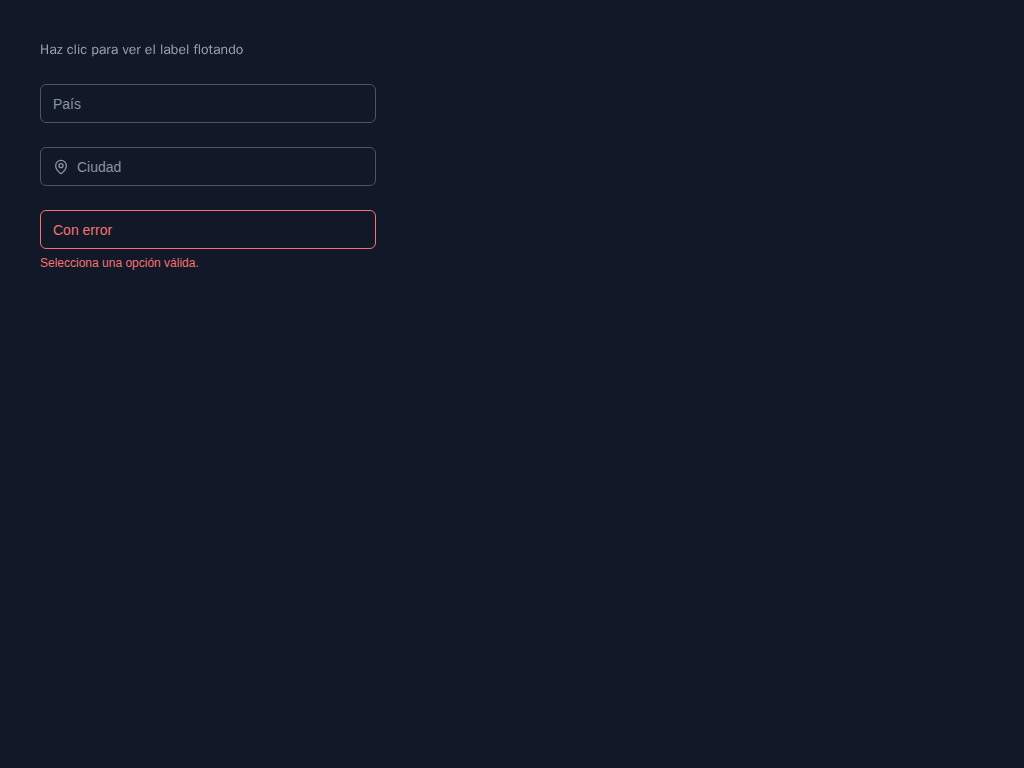 Haz clic para ver el label flotando
País
Ciudad
Con error
Selecciona una opción válida.